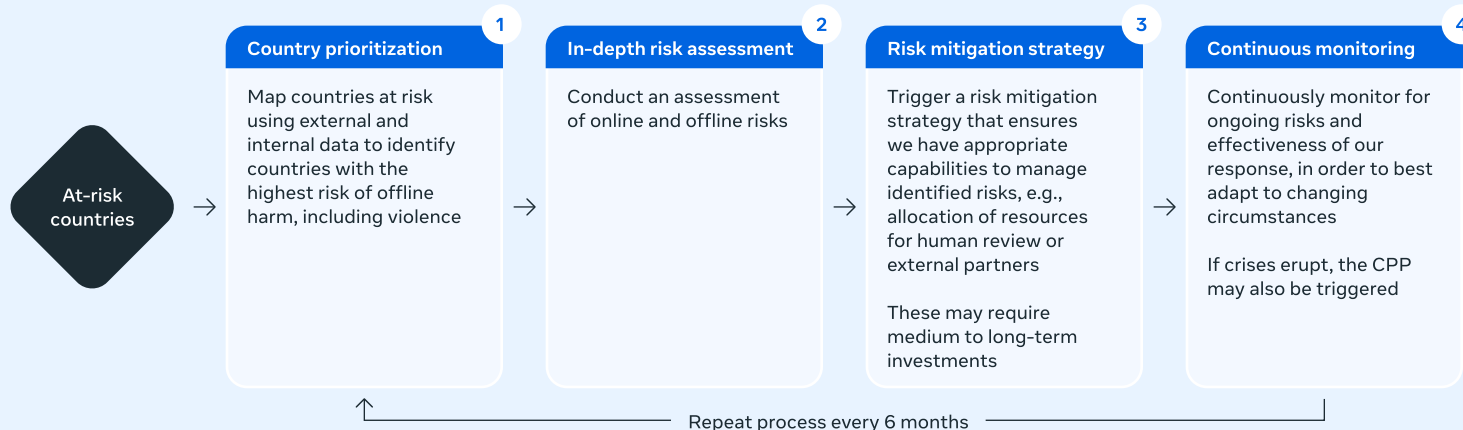 At-risk
countries
1
Country prioritization
Map countries at risk
using external and
internal data to identify
countries with the
highest risk of offline
harm, including violence
2
In-depth risk assessment
Conduct an assessment
of online and offline risks
3
Risk mitigation strategy
Trigger a risk mitigation
strategy that ensures
we have appropriate
capabilities to manage
identified risks, e.g.,
allocation of resources
for human review or
external partners
These may require
medium to long-term
investments
4
Continuous monitoring
Continuously monitor for
ongoing risks and
effectiveness of our
response, in order to best
adapt to changing
circumstances
If crises erupt, the CPP
may also be triggered
Repeat process every 6 months